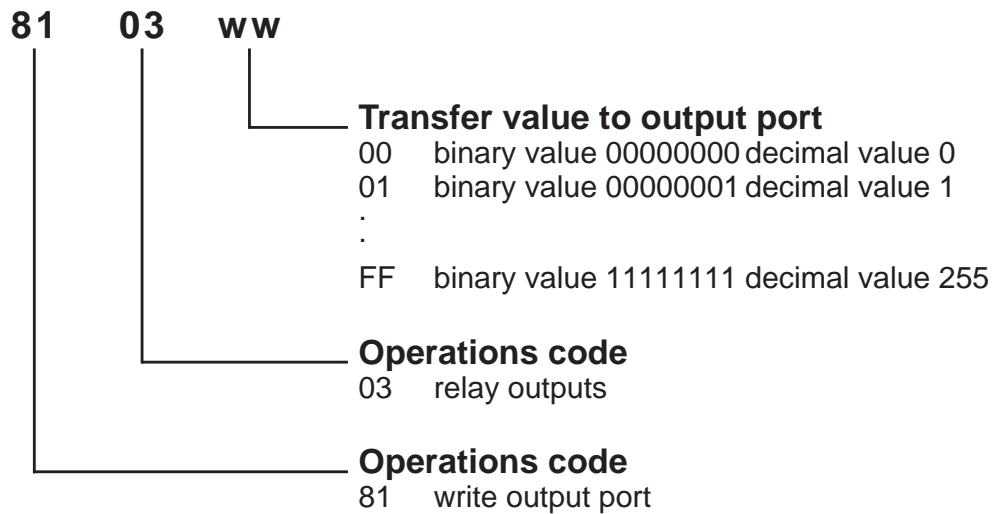 81 03 ww
Transfer value to output port
00 binary value 00000000 decimal value 0
01 binary value 00000001 decimal value 1
.
.
FF binary value 11111111 decimal value 255
Operations code
03 relay outputs
Operations code
81 write output port